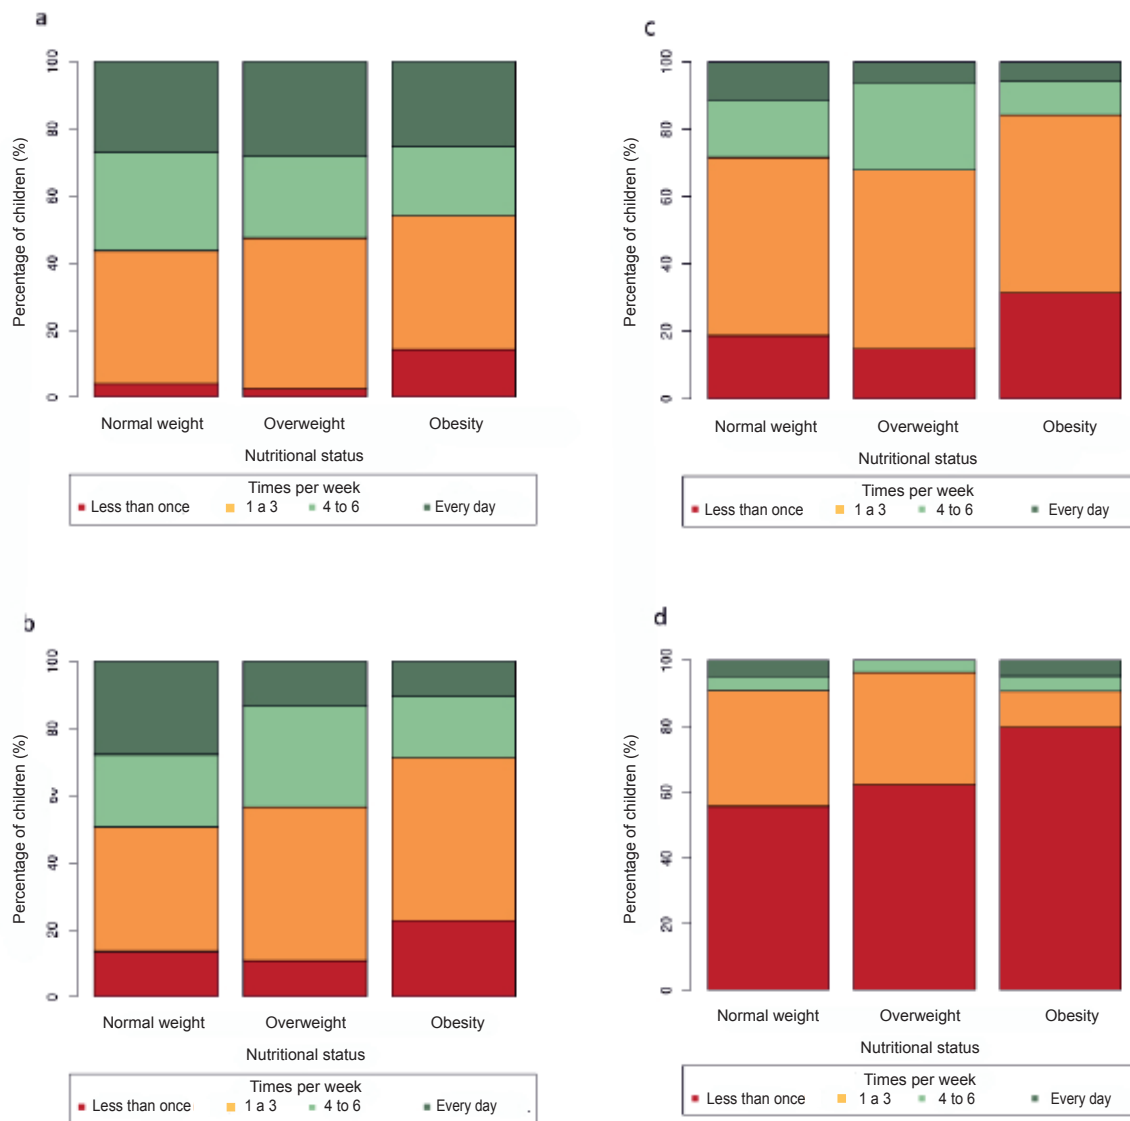 a
Percentage of children (%)
100
80
60
40
20
0
Normal weight Overweight Obesity
Nutritional status
Times per week
Less than once 1 a 3 4 to 6 Every day
c
Percentage of children (%)
100
80
60
40
20
0
Normal weight Overweight Obesity
Nutritional status
Times per week
Less than once 1 a 3 4 to 6 Every day
b
Percentage of children (%)
100
80
60
40
20
0
Normal weight Overweight Obesity
Nutritional status
Times per week
Less than once 1 a 3 4 to 6 Every day .
d
Percentage of children (%)
100
80
60
40
20
0
Normal weight Overweight Obesity
Nutritional status
Times per week
Less than once 1 a 3 4 to 6 Every day